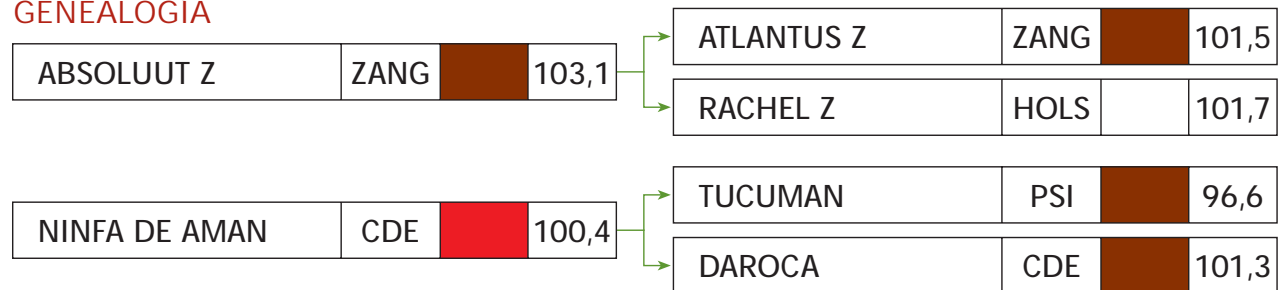 GENEALOGIA
ABSOLUUT Z ZANG 103,1
ATLANTUS Z ZANG 101,5
RACHEL Z HOLS 101,7
NINFA DE AMAN CDE 100,4
TUCUMAN PSI 96,6
DAROCA CDE 101,3